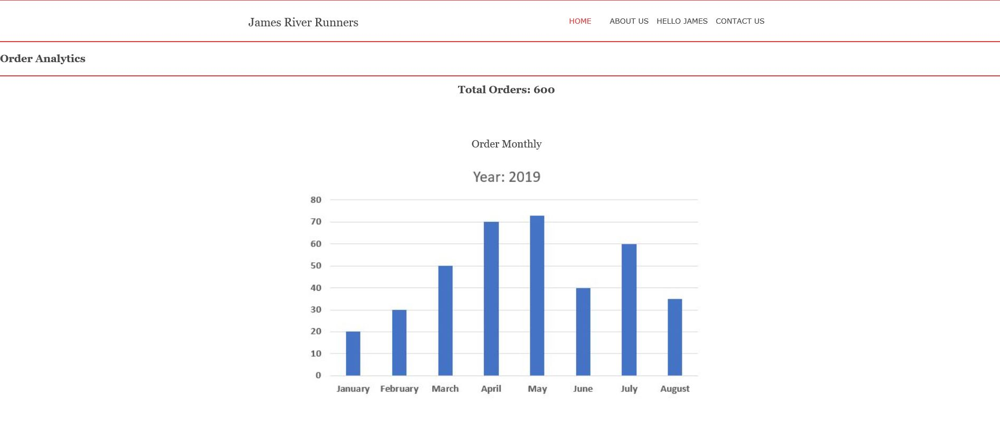 James River Runners
HOME ABOUT US HELLO JAMES CONTACT US
Order Analytics
Total Orders: 600
Order Monthly
Year: 2019
80
70
60
50
40
30
20
10
0
January February March April May June July August